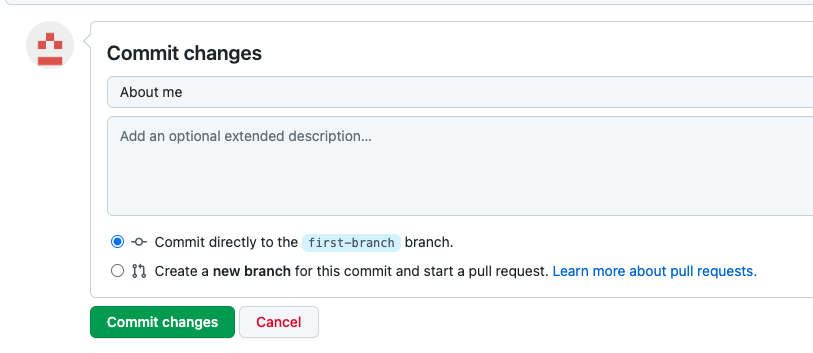 Commit changes
About me
Add an optional extended description...
Commit directly to the first-branch branch.
Create a new branch for this commit and start a pull request. Learn more about pull requests.
Commit changes Cancel